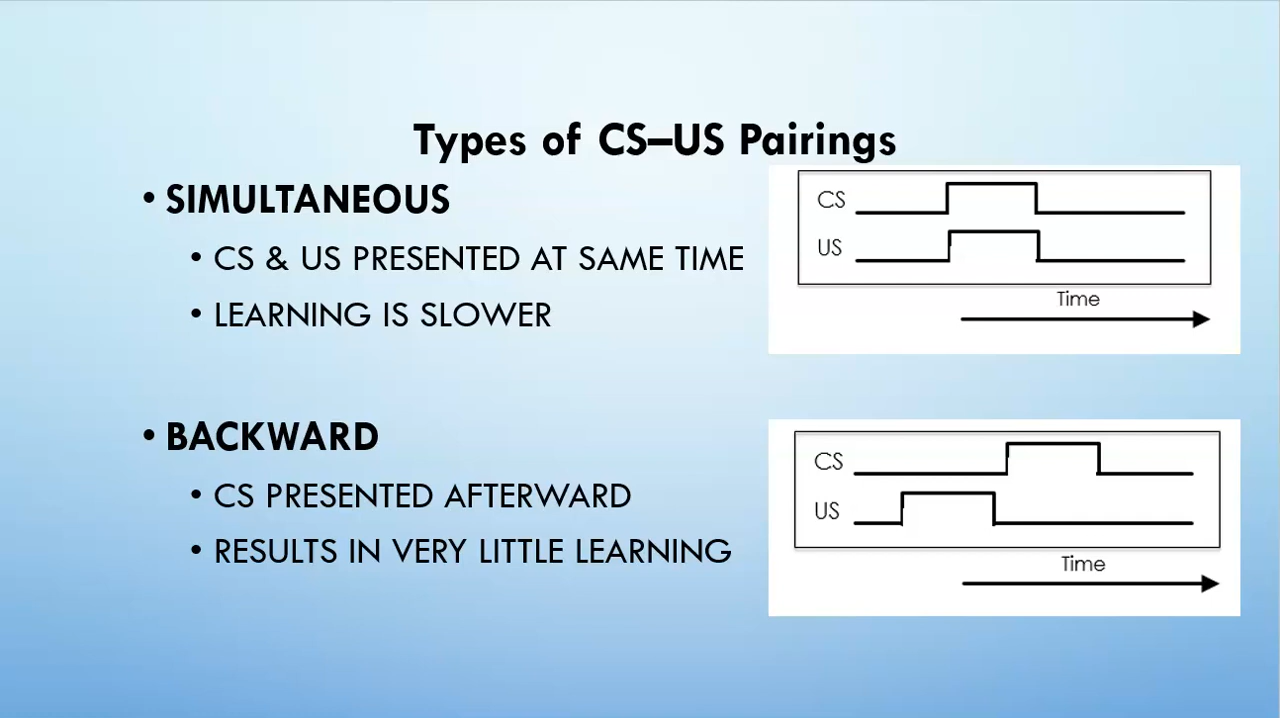 Types of CS–US Pairings
• SIMULTANEOUS
• CS & US PRESENTED AT SAME TIME
• LEARNING IS SLOWER
CS
US
Time
• BACKWARD
• CS PRESENTED AFTERWARD
• RESULTS IN VERY LITTLE LEARNING
CS
US
Time